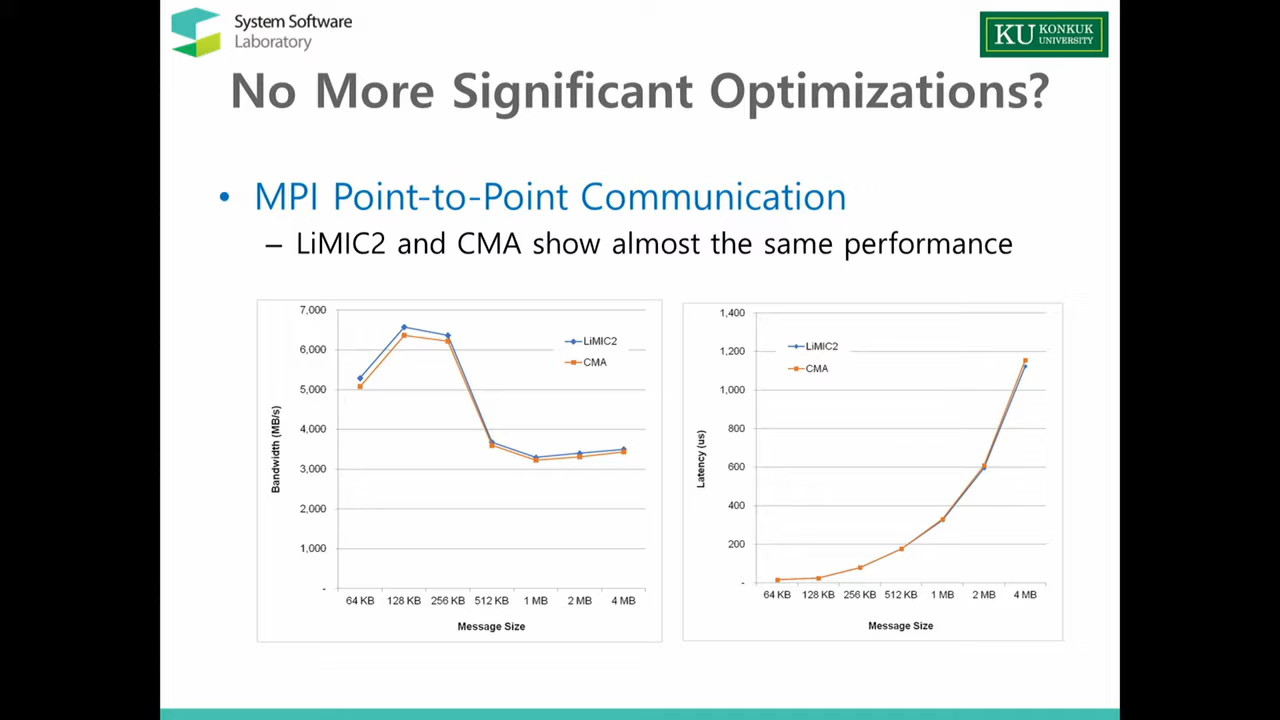 System Software
Laboratory
KU KONKUK
UNIVERSITY
No More Significant Optimizations?
• MPI Point-to-Point Communication
– LiMIC2 and CMA show almost the same performance
7,000
6,000
5,000
4,000
3,000
2,000
1,000
-
Bandwidth (MB/s)
LiMIC2
CMA
64 KB 128 KB 256 KB 512 KB 1 MB 2 MB 4 MB
Message Size
1,400
1,200
1,000
800
600
400
200
-
Latency (us)
LiMIC2
CMA
64 KB 128 KB 256 KB 512 KB 1 MB 2 MB 4 MB
Message Size